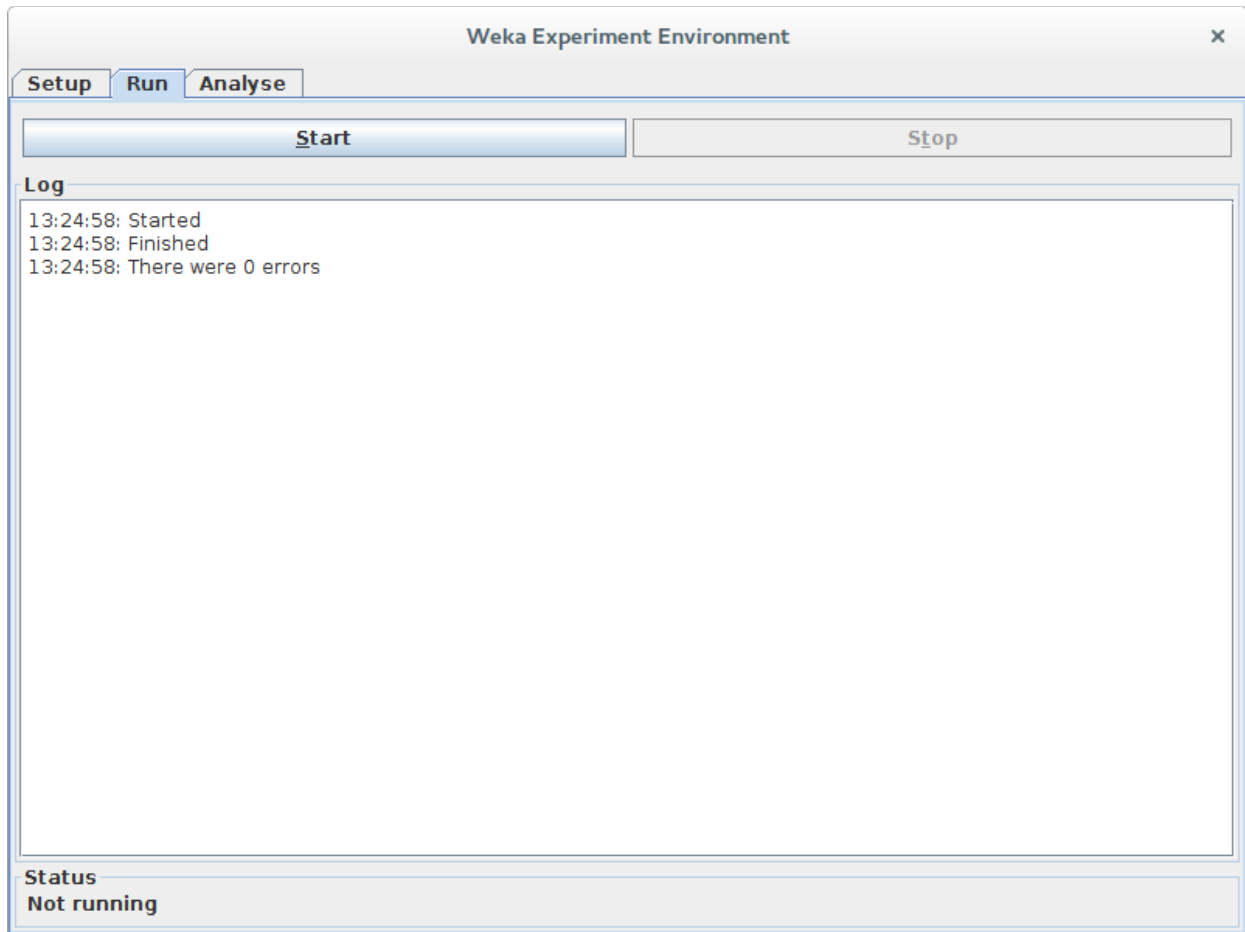 Weka Experiment Environment ×
Setup Run Analyse
Start Stop
Log
13:24:58: Started
13:24:58: Finished
13:24:58: There were 0 errors
Status
Not running